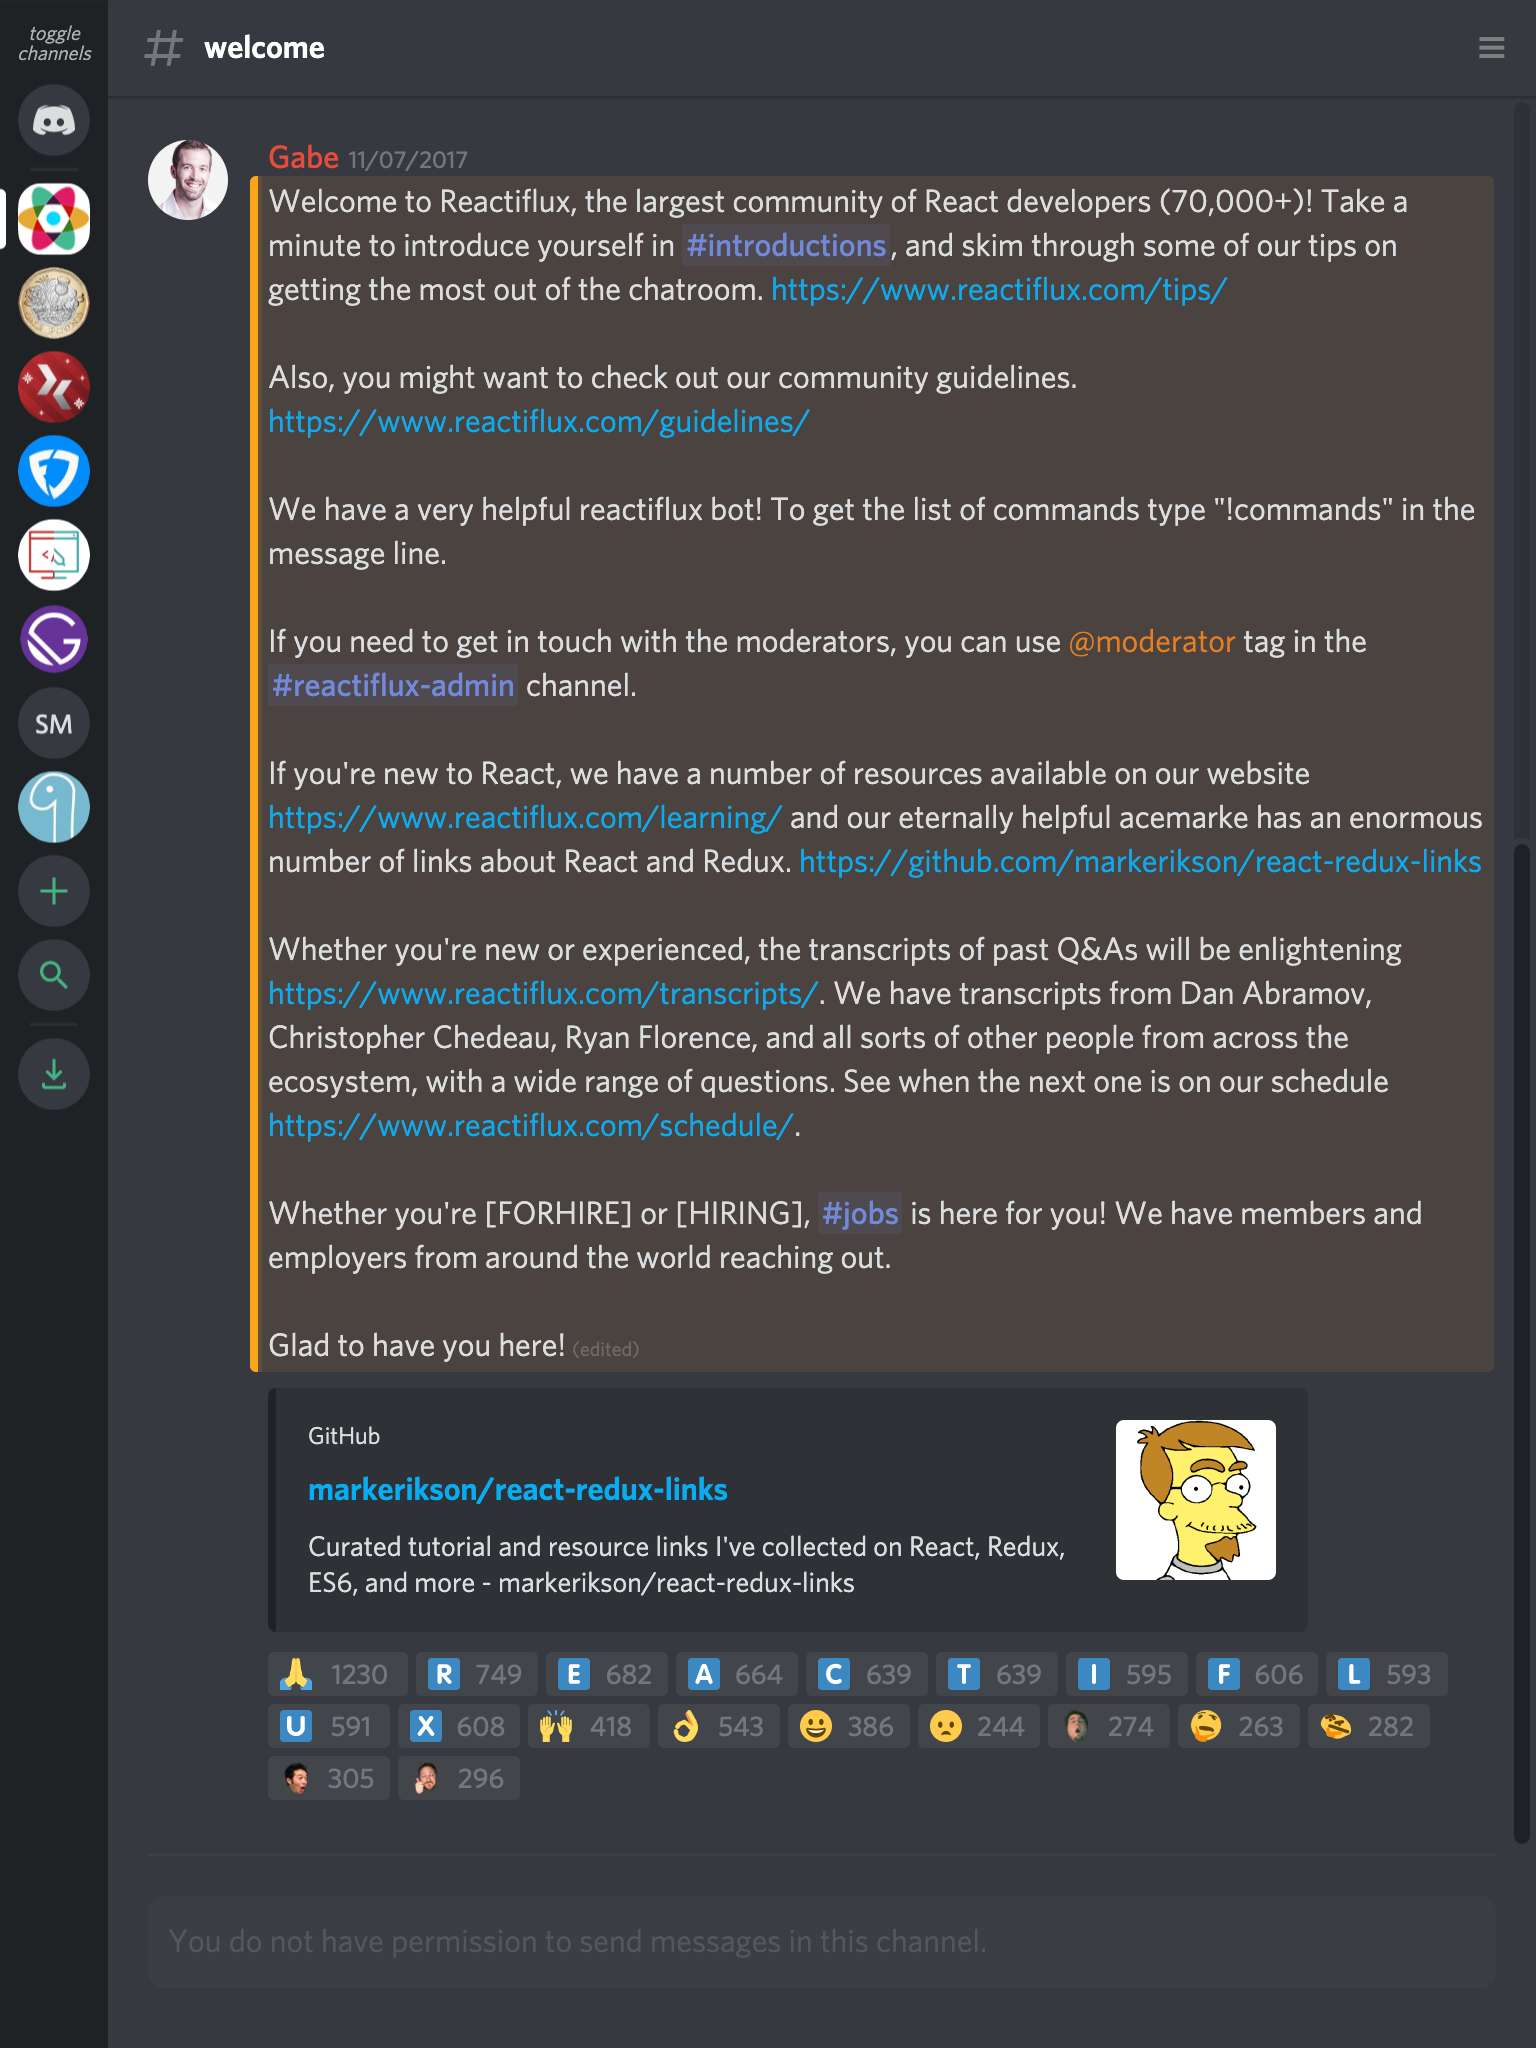 toggle
channels
# welcome
Gabe 11/07/2017
Welcome to Reactiflux, the largest community of React developers (70,000+)! Take a
minute to introduce yourself in #introductions, and skim through some of our tips on
getting the most out of the chatroom. https://www.reactiflux.com/tips/
Also, you might want to check out our community guidelines.
https://www.reactiflux.com/guidelines/
We have a very helpful reactiflux bot! To get the list of commands type "!commands" in the
message line.
If you need to get in touch with the moderators, you can use @moderator tag in the
#reactiflux-admin channel.
SM
If you're new to React, we have a number of resources available on our website
https://www.reactiflux.com/learning/ and our eternally helpful acemarke has an enormous
number of links about React and Redux. https://github.com/markerikson/react-redux-links
Whether you're new or experienced, the transcripts of past Q&As will be enlightening
https://www.reactiflux.com/transcripts/. We have transcripts from Dan Abramov,
Christopher Chedeau, Ryan Florence, and all sorts of other people from across the
ecosystem, with a wide range of questions. See when the next one is on our schedule
https://www.reactiflux.com/schedule/.
Whether you're [FORHIRE] or [HIRING], #jobs is here for you! We have members and
employers from around the world reaching out.
Glad to have you here! (edited)
GitHub
markerikson/react-redux-links
Curated tutorial and resource links I've collected on React, Redux,
ES6, and more - markerikson/react-redux-links
1230 R 749 E 682 A 664 C 639 T 639 I 595 F 606 L 593
U 591 X 608 418 543 386 244 274 263 282
305 296
You do not have permission to send messages in this channel.